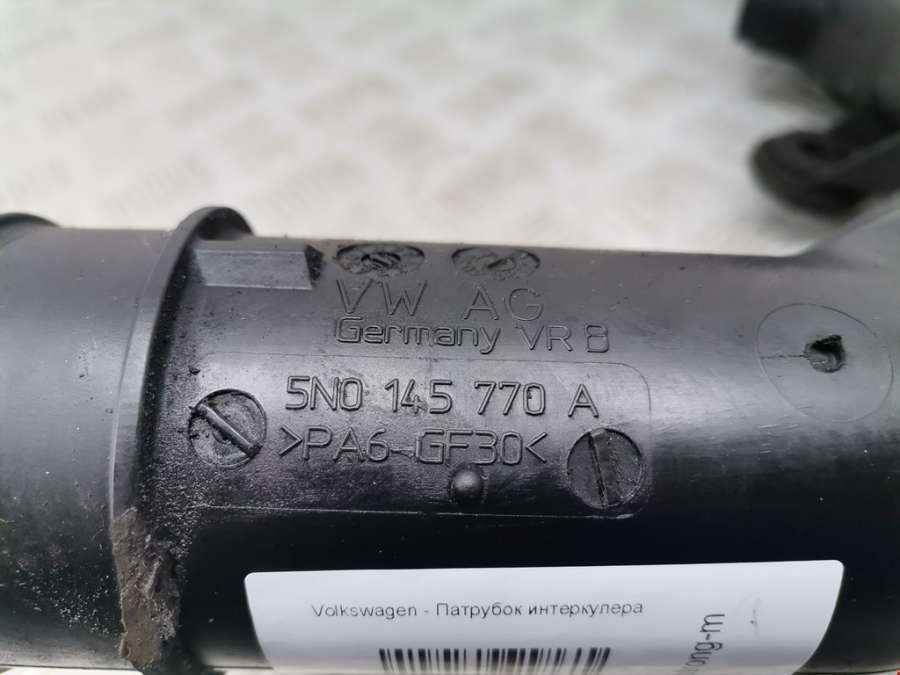 VW AG
Germany VR 8
5N0 145 770 A
>PA6-GF30<
Volkswagen - Патрубок интеркулера